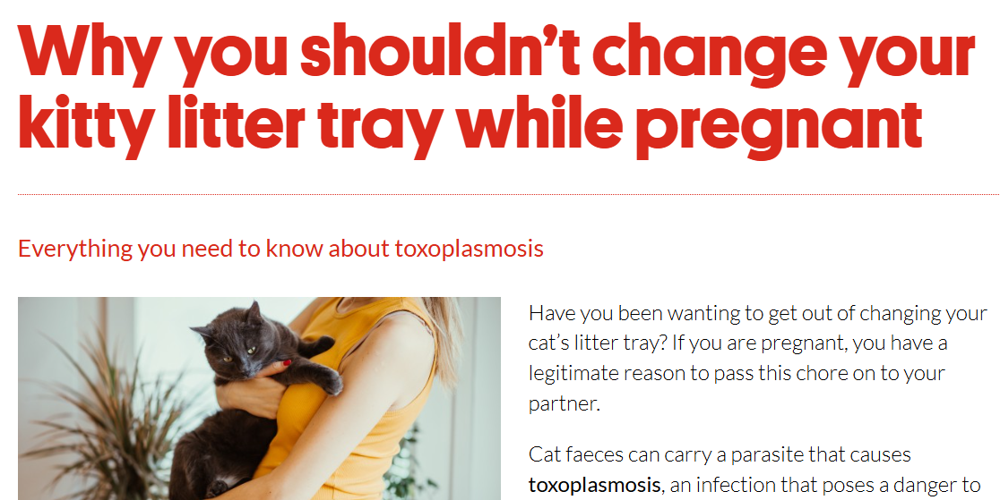 Why you shouldn’t change your
kitty litter tray while pregnant
Everything you need to know about toxoplasmosis
Have you been wanting to get out of changing your
cat’s litter tray? If you are pregnant, you have a
legitimate reason to pass this chore on to your
partner.
Cat faeces can carry a parasite that causes
toxoplasmosis, an infection that poses a danger to